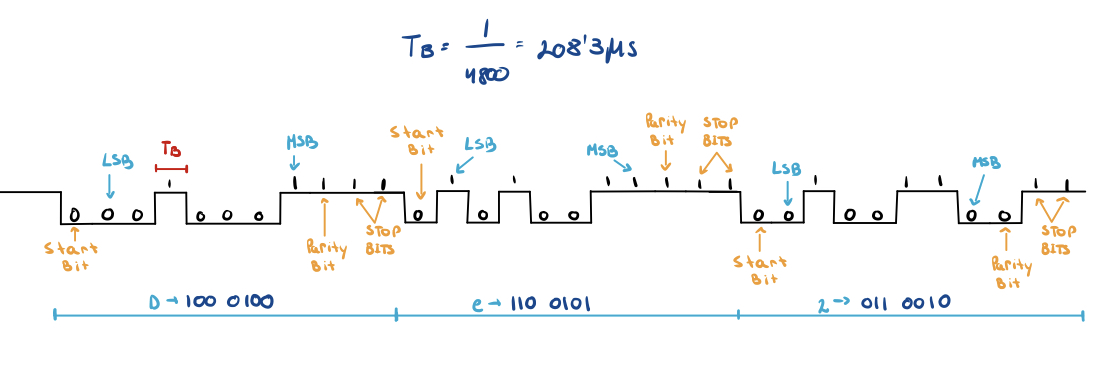 T_B = 1/4800 = 208'3 µs
Start Bit
Parity Bit
STOP BITS
LSB
T_B
MSB
LSB
MSB
LSB
MSB
0 0 0 1 0 0 0 1 1 1 1 0 1 0 1 0 0 1 1 1 1 1 0 0 1 0 0 1 1 0 0 1 1
Start Bit
Parity Bit
STOP BITS
Start Bit
Parity Bit
STOP BITS
D → 100 0100
e → 110 0101
2 → 011 0010